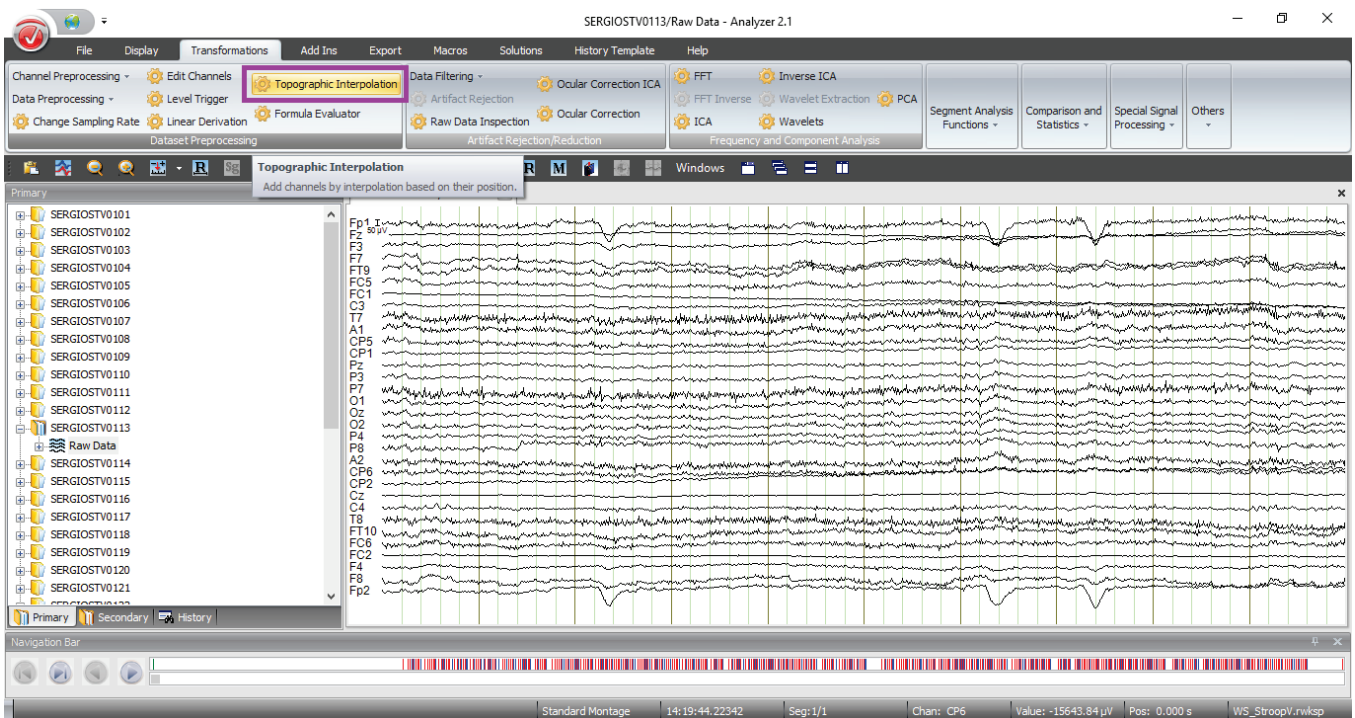 SERGIOSTV0113/Raw Data - Analyzer 2.1
File Display Transformations Add Ins Export Macros Solutions History Template Help
Channel Preprocessing Edit Channels Topographic Interpolation Data Filtering Ocular Correction ICA FFT Inverse ICA
Data Preprocessing Level Trigger Artifact Rejection FFT Inverse Wavelet Extraction PCA
Change Sampling Rate Linear Derivation Formula Evaluator Raw Data Inspection Ocular Correction ICA Wavelets
Segment Analysis Functions Comparison and Statistics Special Signal Processing Others
Dataset Preprocessing Artifact Rejection/Reduction Frequency and Component Analysis
R Sg R M Windows
Topographic Interpolation
Add channels by interpolation based on their position.
Primary
SERGIOSTV0101
SERGIOSTV0102
SERGIOSTV0103
SERGIOSTV0104
SERGIOSTV0105
SERGIOSTV0106
SERGIOSTV0107
SERGIOSTV0108
SERGIOSTV0109
SERGIOSTV0110
SERGIOSTV0111
SERGIOSTV0112
SERGIOSTV0113
Raw Data
SERGIOSTV0114
SERGIOSTV0115
SERGIOSTV0116
SERGIOSTV0117
SERGIOSTV0118
SERGIOSTV0119
SERGIOSTV0120
SERGIOSTV0121
Primary Secondary History
Fp1
50 µV
Fz
F3
F7
FT9
FC5
FC1
C3
T7
A1
CP5
CP1
Pz
P3
P7
O1
Oz
O2
P4
P8
A2
CP6
CP2
Cz
C4
T8
FT10
FC6
FC2
F4
F8
Fp2
Navigation Bar
Standard Montage 14:19:44.22342 Seg:1/1 Chan: CP6 Value: -15643.84 µV Pos: 0.000 s WS_StroopV.rwksp